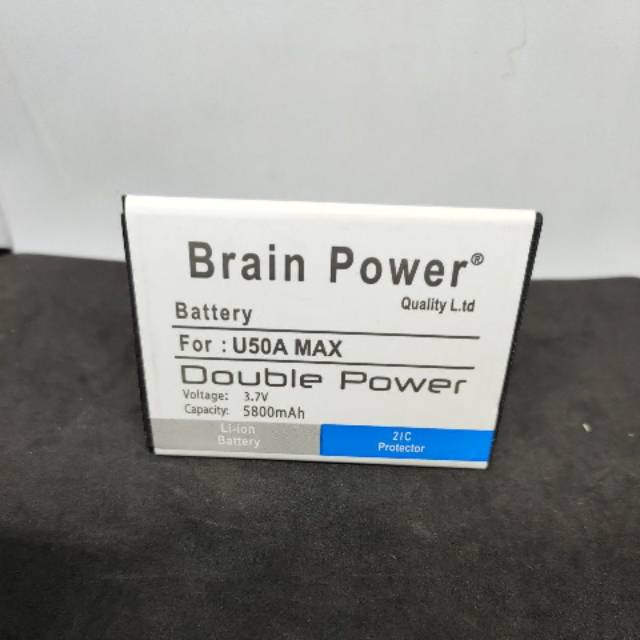 Brain Power®
Quality L.td
Battery
For : U50A MAX
Double Power
Voltage: 3.7V
Capacity: 5800mAh
Li-ion
Battery
2IC
Protector